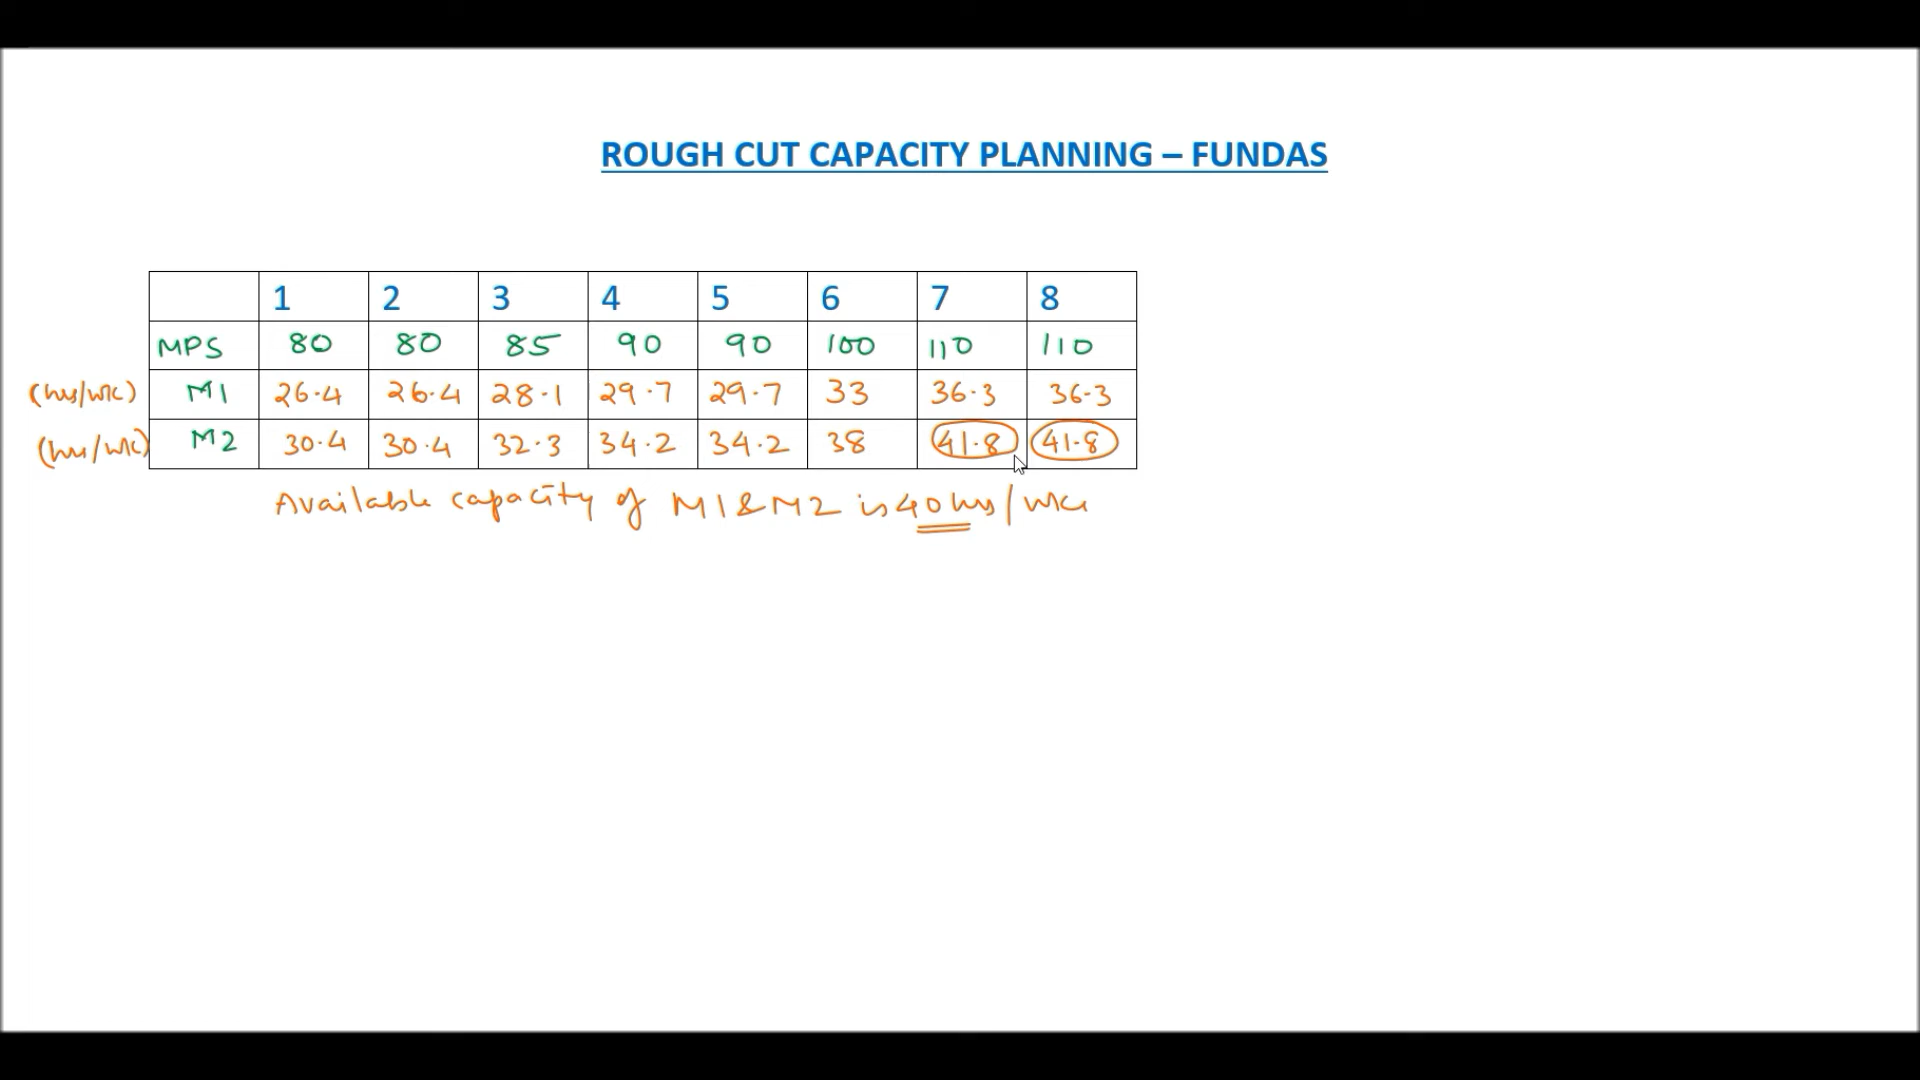 ROUGH CUT CAPACITY PLANNING – FUNDAS
1 2 3 4 5 6 7 8
MPS 80 80 85 90 90 100 110 110
(hrs/wk) M1 26.4 26.4 28.1 29.7 29.7 33 36.3 36.3
(hrs/wk) M2 30.4 30.4 32.3 34.2 34.2 38 41.8 41.8
Available capacity of M1 & M2 is 40 hrs/wk